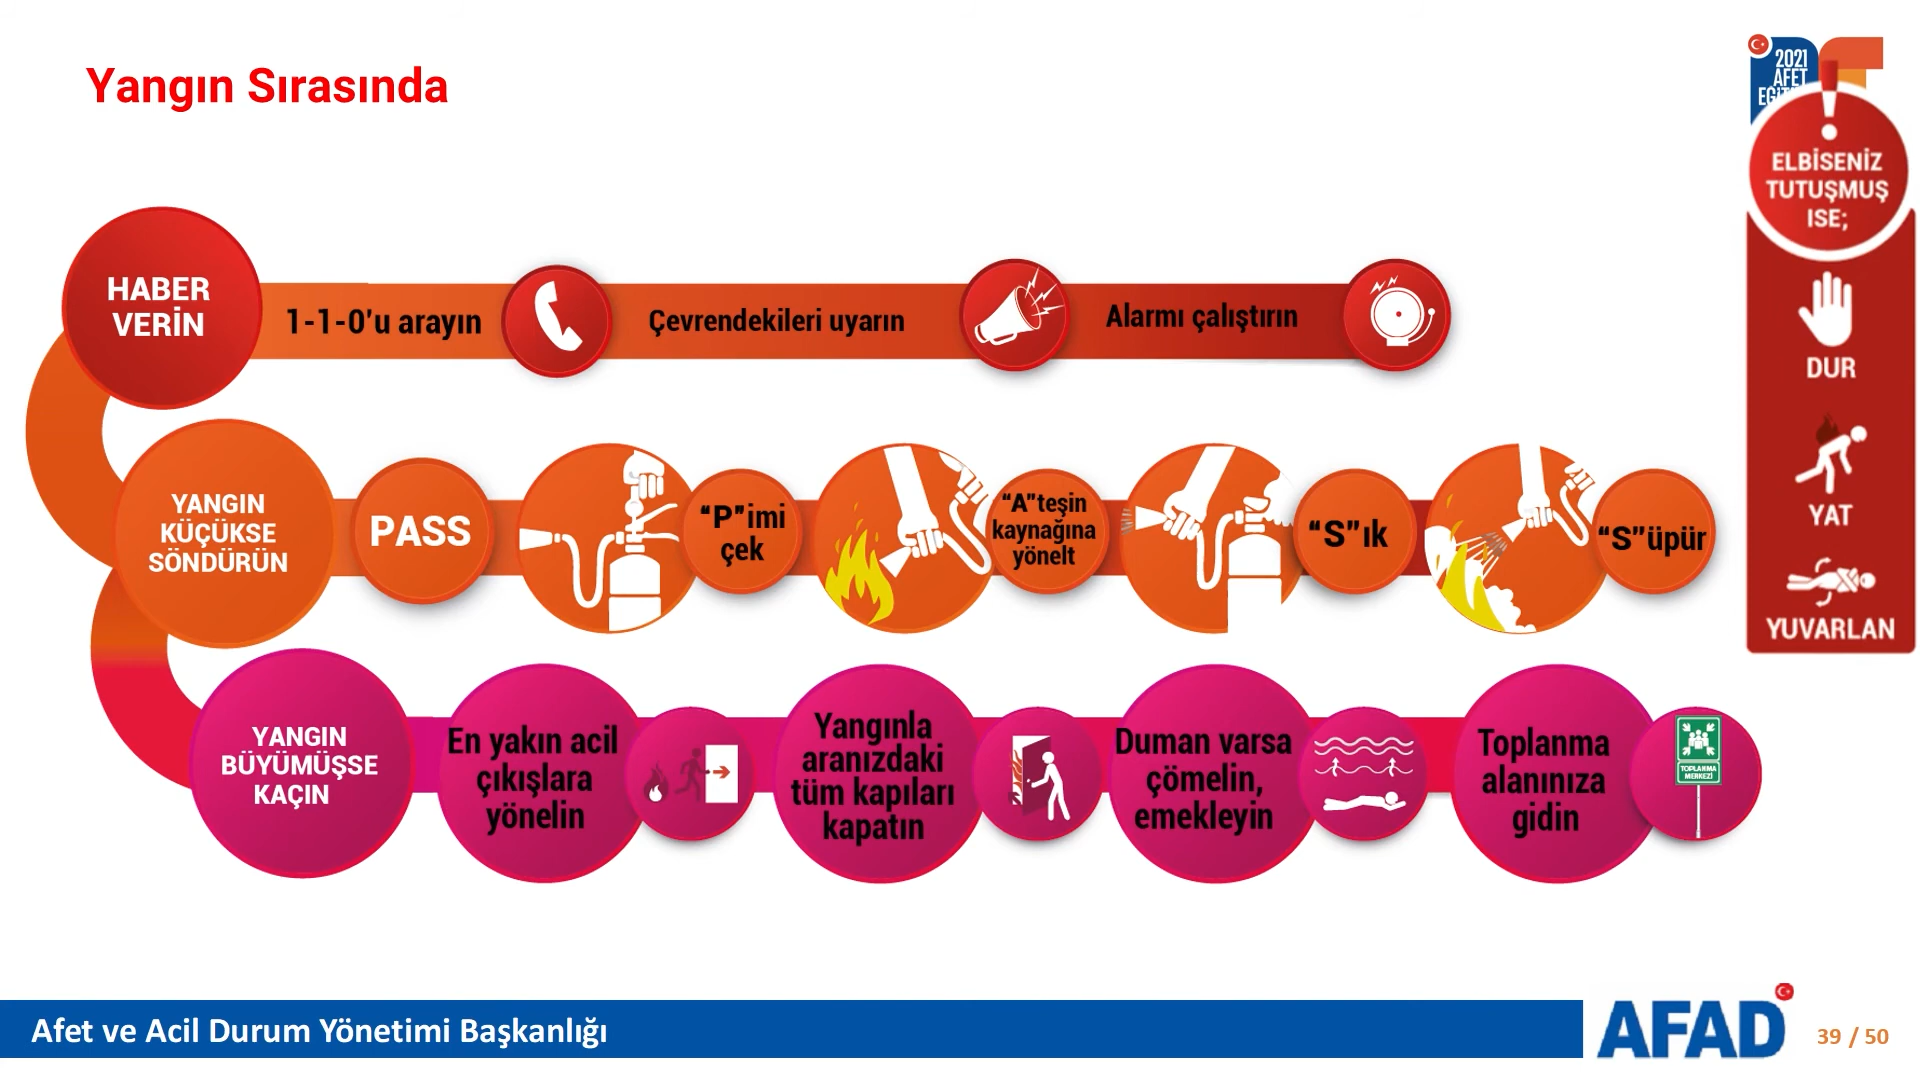 Yangın Sırasında
2021
AFET
ELBİSENİZ
TUTUŞMUŞ
ISE;
DUR
YAT
YUVARLAN
HABER
VERİN
1-1-0’u arayın
Çevrendekileri uyarın
Alarmı çalıştırın
YANGIN
KÜÇÜKSE
SÖNDÜRÜN
PASS
“P”imi
çek
“A”teşin
kaynağına
yönelt
“S”ık
“S”üpür
YANGIN
BÜYÜMÜŞSE
KAÇIN
En yakın acil
çıkışlara
yönelin
Yangınla
aranızdaki
tüm kapıları
kapatın
Duman varsa
çömelin,
emekleyin
Toplanma
alanınıza
gidin
TOPLANMA
MERKEZİ
Afet ve Acil Durum Yönetimi Başkanlığı
AFAD
39 / 50